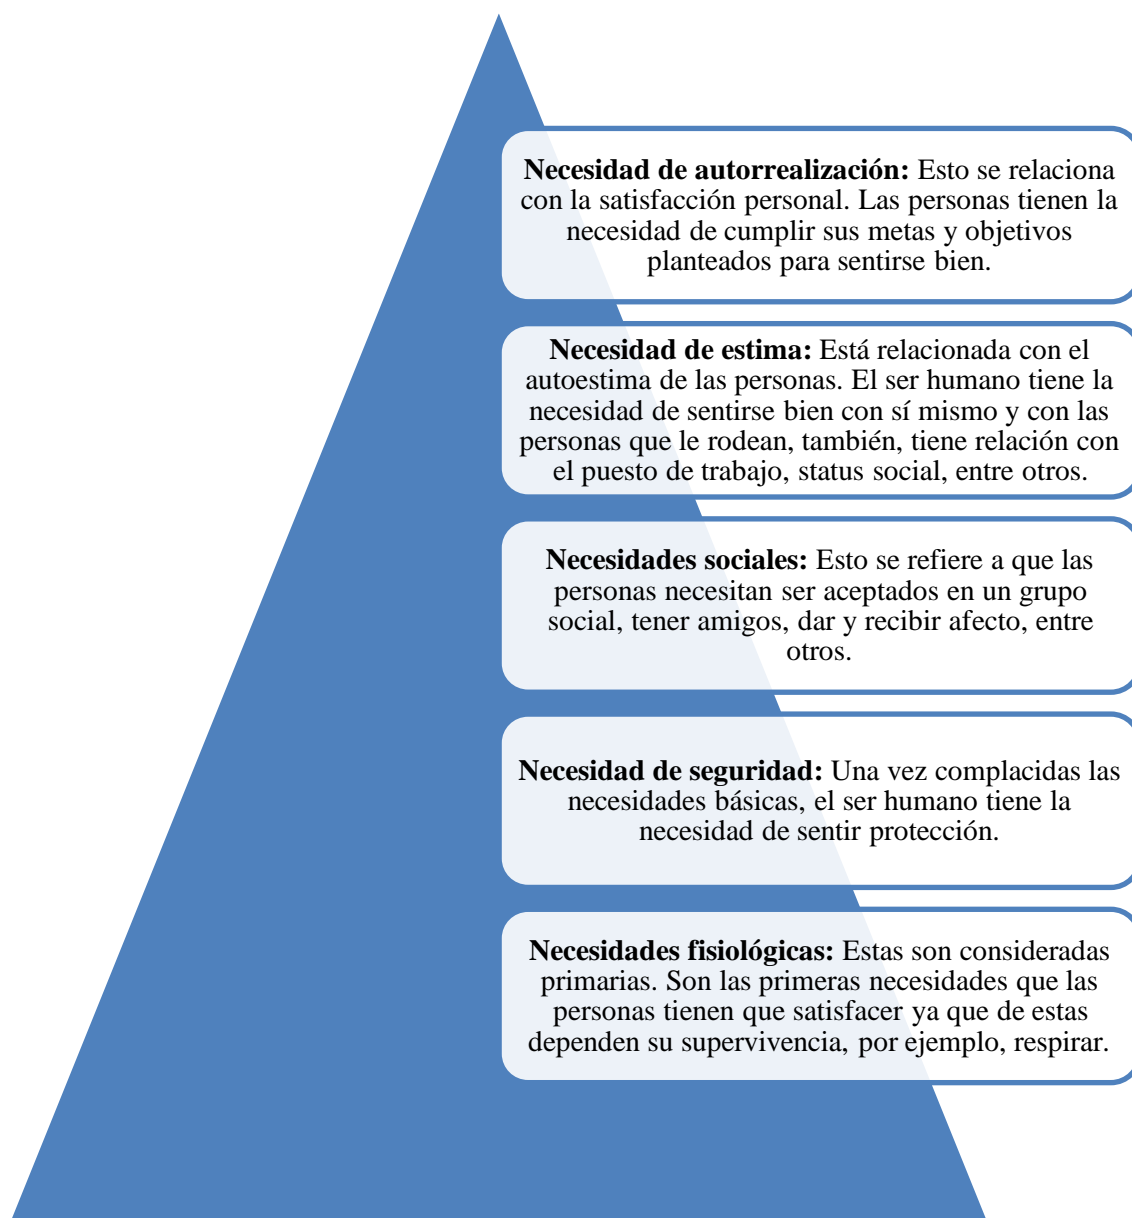 Necesidad de autorrealización: Esto se relaciona
con la satisfacción personal. Las personas tienen la
necesidad de cumplir sus metas y objetivos
planteados para sentirse bien.
Necesidad de estima: Está relacionada con el
autoestima de las personas. El ser humano tiene la
necesidad de sentirse bien con sí mismo y con las
personas que le rodean, también, tiene relación con
el puesto de trabajo, status social, entre otros.
Necesidades sociales: Esto se refiere a que las
personas necesitan ser aceptados en un grupo
social, tener amigos, dar y recibir afecto, entre
otros.
Necesidad de seguridad: Una vez complacidas las
necesidades básicas, el ser humano tiene la
necesidad de sentir protección.
Necesidades fisiológicas: Estas son consideradas
primarias. Son las primeras necesidades que las
personas tienen que satisfacer ya que de estas
dependen su supervivencia, por ejemplo, respirar.